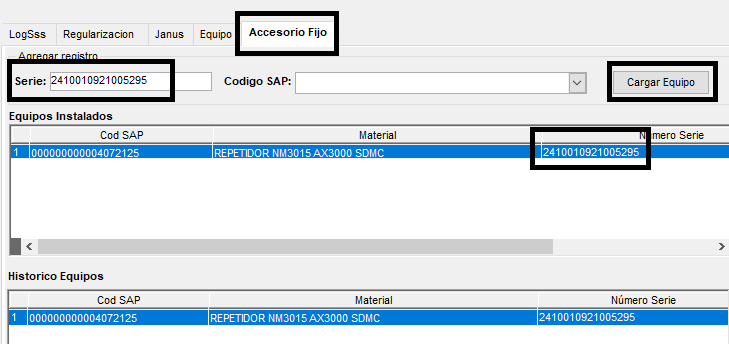 LogSss Regularizacion Janus Equipo Accesorio Fijo
Agregar registro
Serie: 2410010921005295 Codigo SAP: Cargar Equipo
Equipos Instalados
Cod SAP Material Número Serie
1 000000000004072125 REPETIDOR NM3015 AX3000 SDMC 2410010921005295
Historico Equipos
Cod SAP Material Número Serie
1 000000000004072125 REPETIDOR NM3015 AX3000 SDMC 2410010921005295